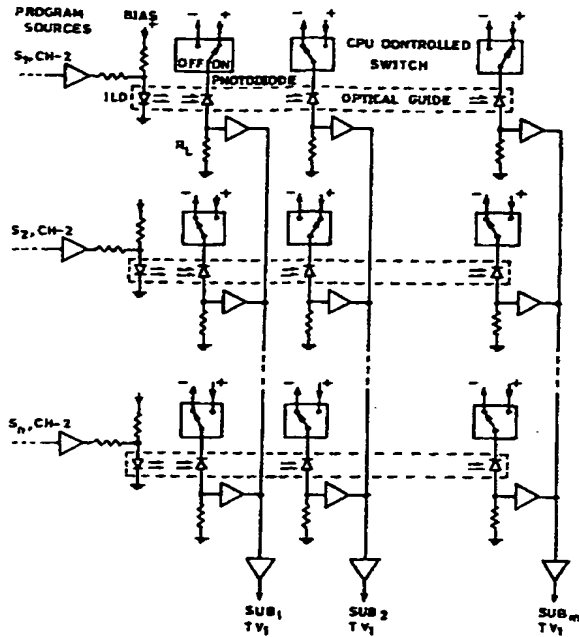 PROGRAM SOURCES
BIAS
- +
- +
- +
S1, CH-2
OFF ON
CPU CONTROLLED SWITCH
PHOTODIODE
ILD
OPTICAL GUIDE
RL
- +
- +
- +
S2, CH-2
- +
- +
- +
Sn, CH-2
SUB1 TV1
SUB2 TV1
SUBm TV1